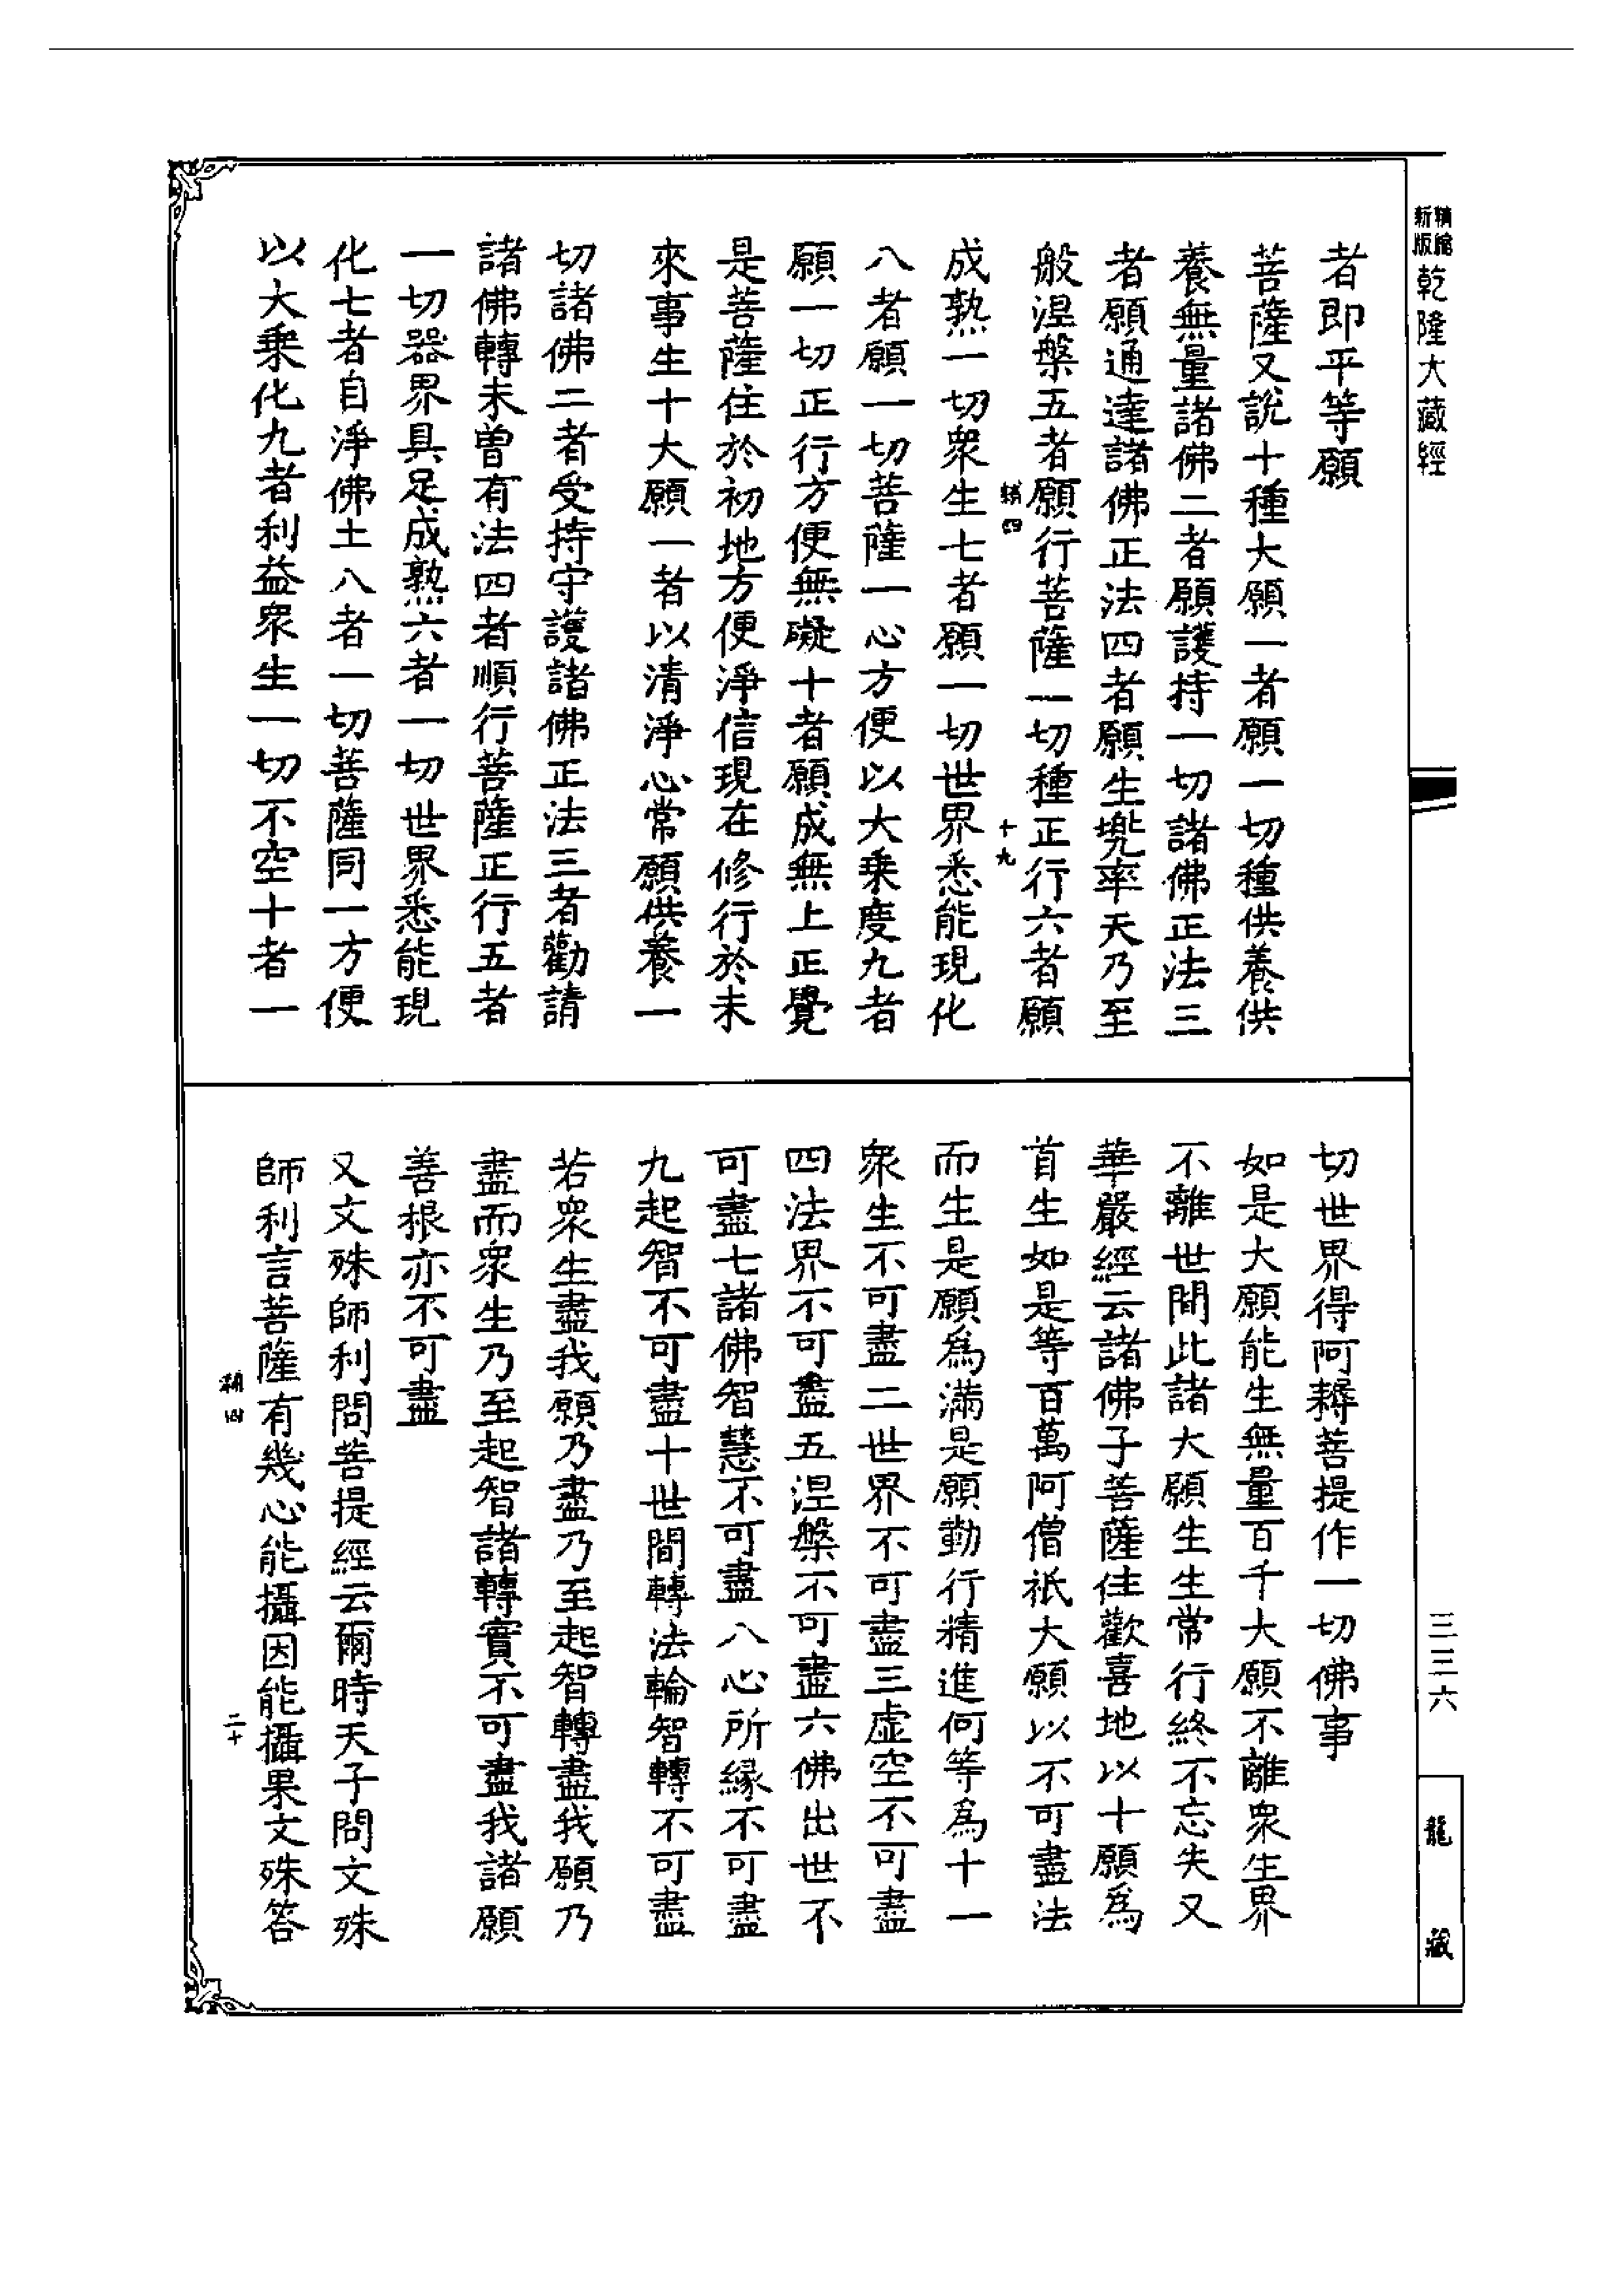 精繪
新版
乾隆大藏經
者即平等願
菩薩又說十種大願一者願一切種供養供
養無量諸佛二者願護持一切諸佛正法三
者願通達諸佛正法四者願生兜率天乃至
般涅槃五者願行菩薩一切種正行六者願
輔四
十九
成熟一切衆生七者願一切世界悉能現化
八者願一切菩薩一心方便以大乗度九者
願一切正行方便無礙十者願成無上正覺
是菩薩住於初地方便淨信現在修行於未
來事生十大願一者以清淨心常願供養一
切諸佛二者受持守護諸佛正法三者勸請
諸佛轉未曾有法四者順行菩薩正行五者
一切器界具足成熟六者一切世界悉能現
化七者自淨佛土八者一切菩薩同一方便
以大乗化九者利益衆生一切不空十者一
切世界得阿耨菩提作一切佛事
如是大願能生無量百千大願不離衆生界
不離世間此諸大願生生常行終不忘失又
華嚴經云諸佛子菩薩住歡喜地以十願爲
首生如是等百萬阿僧祇大願以不可盡法
而生是願爲滿是願勤行精進何等爲十一
衆生不可盡二世界不可盡三虛空不可盡
四法界不可盡五涅槃不可盡六佛出世不
可盡七諸佛智慧不可盡八心所緣不可盡
九起智不可盡十世間轉法輪智轉不可盡
若衆生盡我願乃盡乃至起智轉盡我願乃
盡而衆生乃至起智諸轉實不可盡我諸願
善根亦不可盡
又文殊師利問菩提經云爾時天子問文殊
師利言菩薩有幾心能攝因能攝果文殊答
輔四
二十
三三六
龍藏